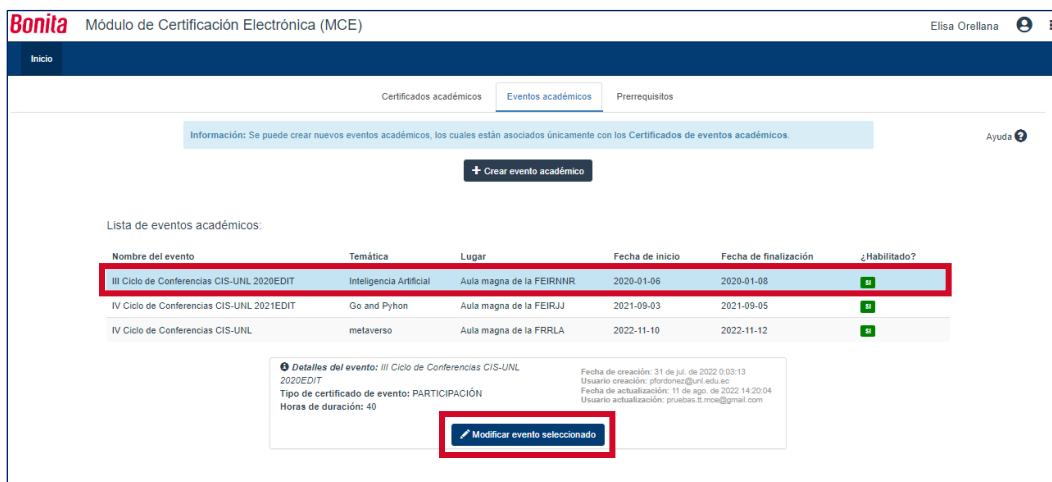 Bonita Módulo de Certificación Electrónica (MCE) Elisa Orellana
Inicio
Certificados académicos Eventos académicos Prerrequisitos
Información: Se puede crear nuevos eventos académicos, los cuales están asociados únicamente con los Certificados de eventos académicos. Ayuda
+ Crear evento académico
Lista de eventos académicos:
Nombre del evento Temática Lugar Fecha de inicio Fecha de finalización ¿Habilitado?
III Ciclo de Conferencias CIS-UNL 2020EDIT Inteligencia Artificial Aula magna de la FEIRNNR 2020-01-06 2020-01-08 SI
IV Ciclo de Conferencias CIS-UNL 2021EDIT Go and Pyhon Aula magna de la FEIRJJ 2021-09-03 2021-09-05 SI
IV Ciclo de Conferencias CIS-UNL metaverso Aula magna de la FRRLA 2022-11-10 2022-11-12 SI
Detalles del evento: III Ciclo de Conferencias CIS-UNL
2020EDIT
Tipo de certificado de evento: PARTICIPACIÓN
Horas de duración: 40
Fecha de creación: 31 de jul. de 2022 0:03:13
Usuario creación: pfordonez@unl.edu.ec
Fecha de actualización: 11 de ago. de 2022 14:20:04
Usuario actualización: pruebas.tt.mce@gmail.com
Modificar evento seleccionado